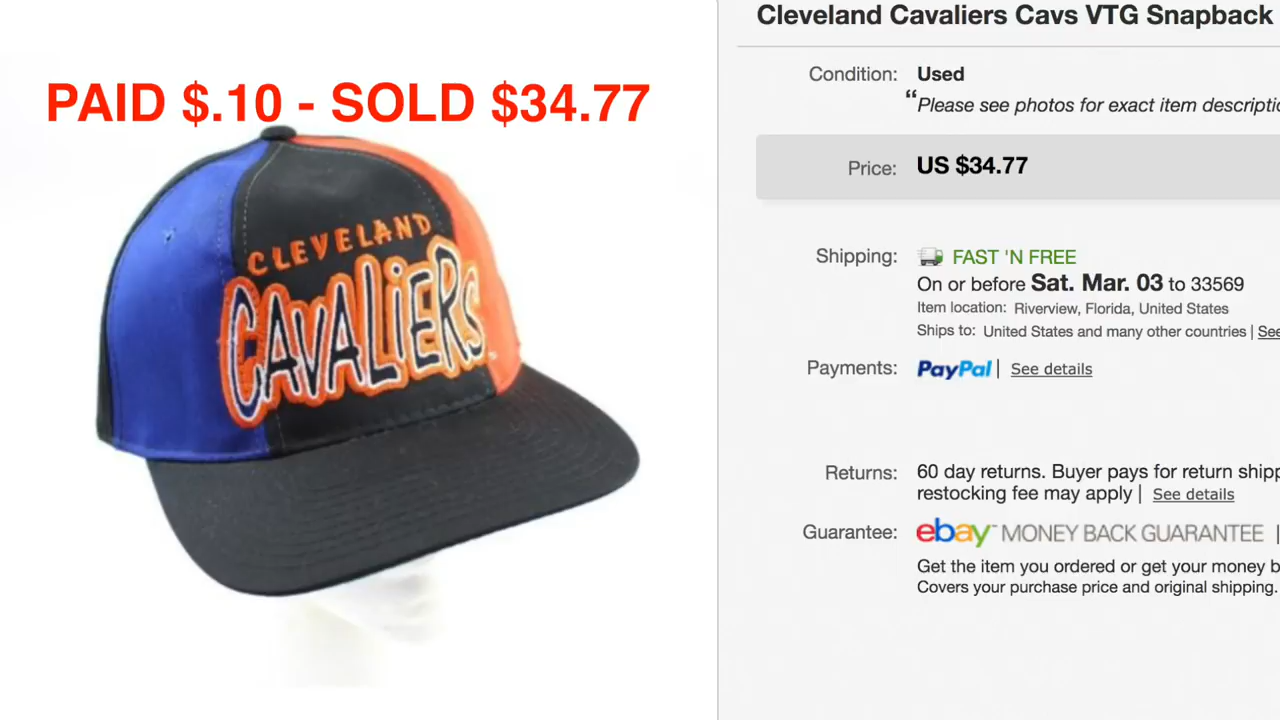 PAID $.10 - SOLD $34.77
CLEVELAND
CAVALiERS
Cleveland Cavaliers Cavs VTG Snapback
Condition: Used
“Please see photos for exact item descripti
Price: US $34.77
Shipping: FAST 'N FREE
On or before Sat. Mar. 03 to 33569
Item location: Riverview, Florida, United States
Ships to: United States and many other countries | See
Payments: PayPal | See details
Returns: 60 day returns. Buyer pays for return shipp
restocking fee may apply | See details
Guarantee: ebay™ MONEY BACK GUARANTEE |
Get the item you ordered or get your money b
Covers your purchase price and original shipping.